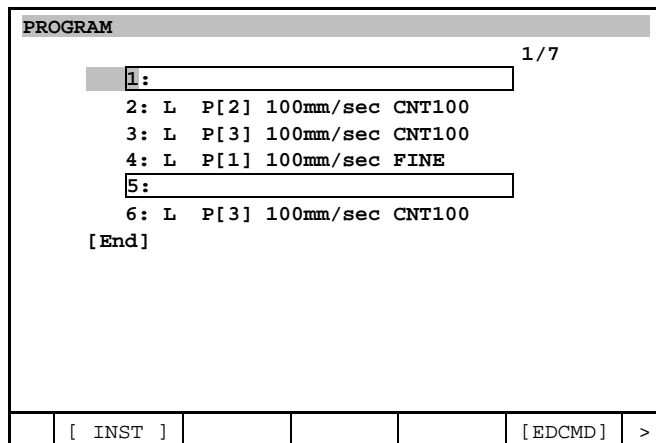 PROGRAM
1/7
1:
2: L P[2] 100mm/sec CNT100
3: L P[3] 100mm/sec CNT100
4: L P[1] 100mm/sec FINE
5:
6: L P[3] 100mm/sec CNT100
[End]
[ INST ] [EDCMD] >